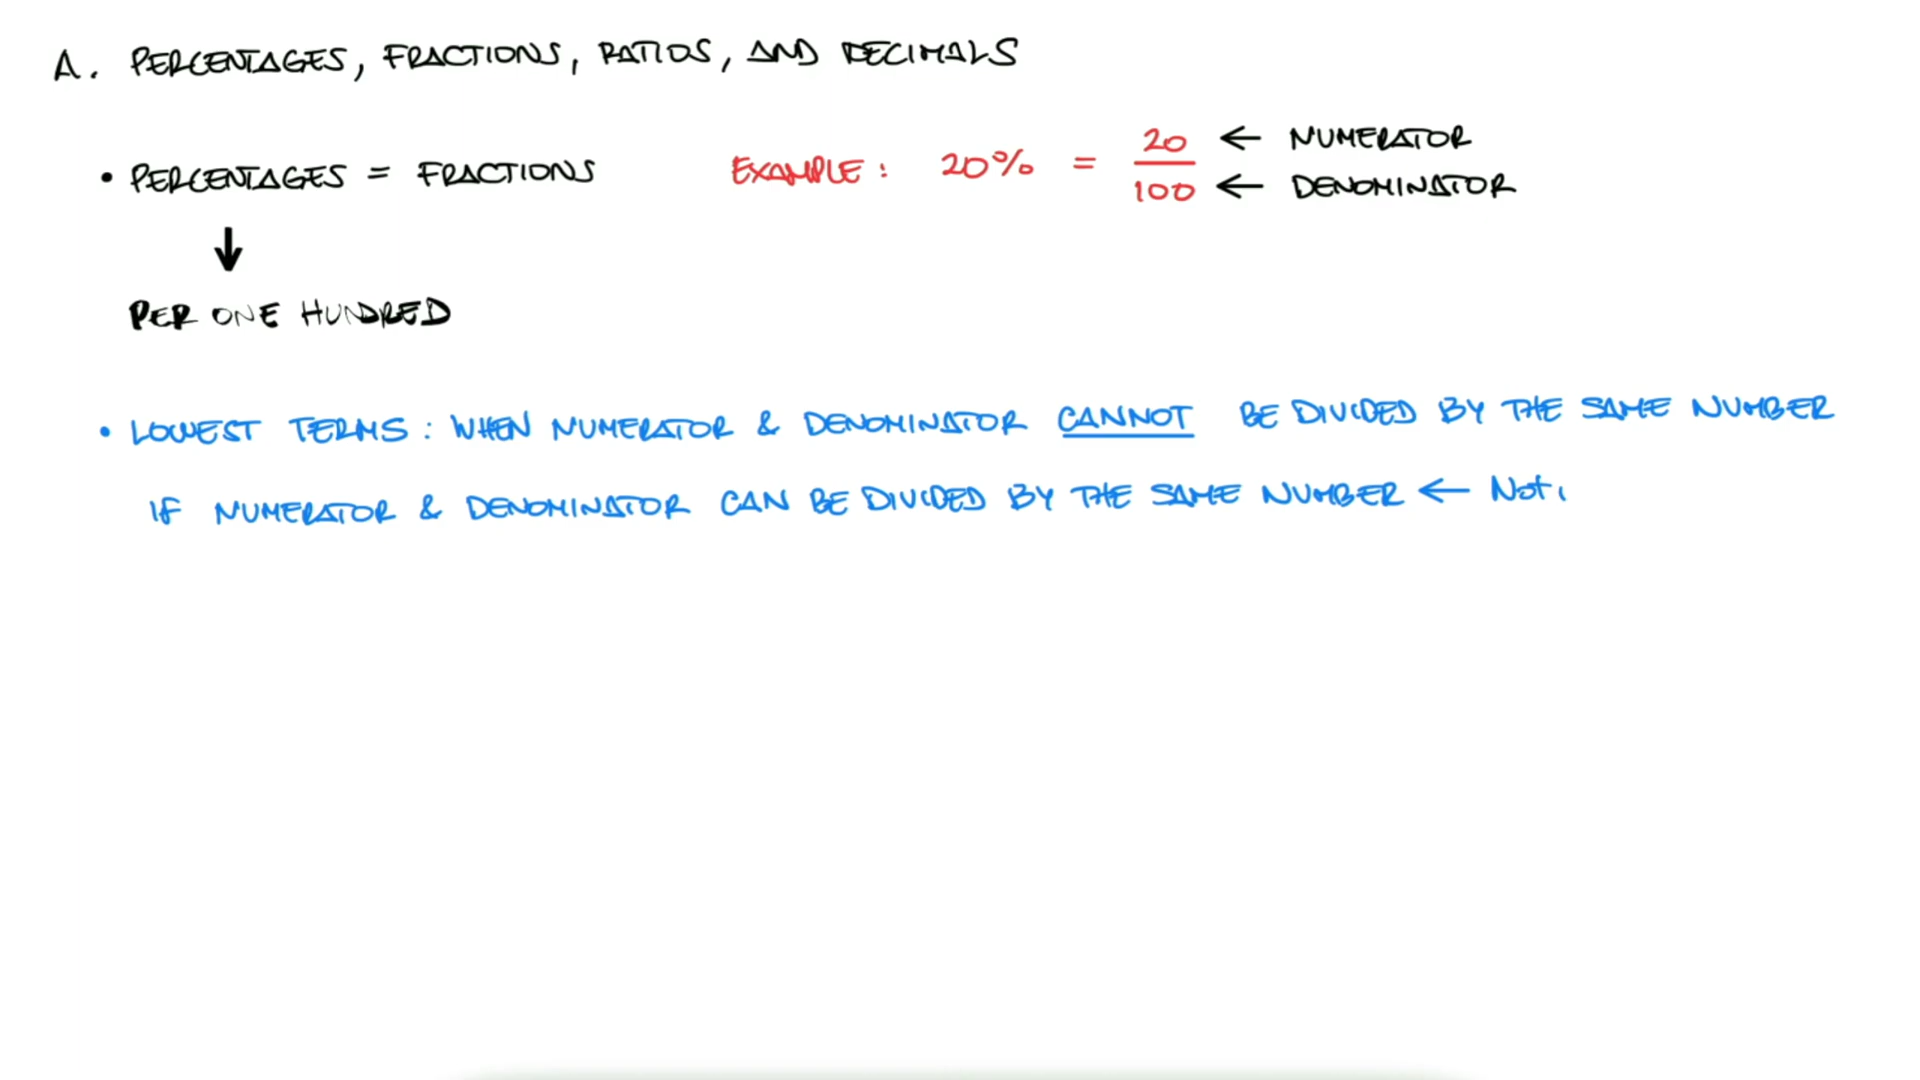 A. PERCENTAGES, FRACTIONS, RATIOS, AND DECIMALS
• PERCENTAGES = FRACTIONS EXAMPLE: 20% = 20/100 ← NUMERATOR ← DENOMINATOR
↓
PER ONE HUNDRED
• LOWEST TERMS: WHEN NUMERATOR & DENOMINATOR CANNOT BE DIVIDED BY THE SAME NUMBER
IF NUMERATOR & DENOMINATOR CAN BE DIVIDED BY THE SAME NUMBER ← Not